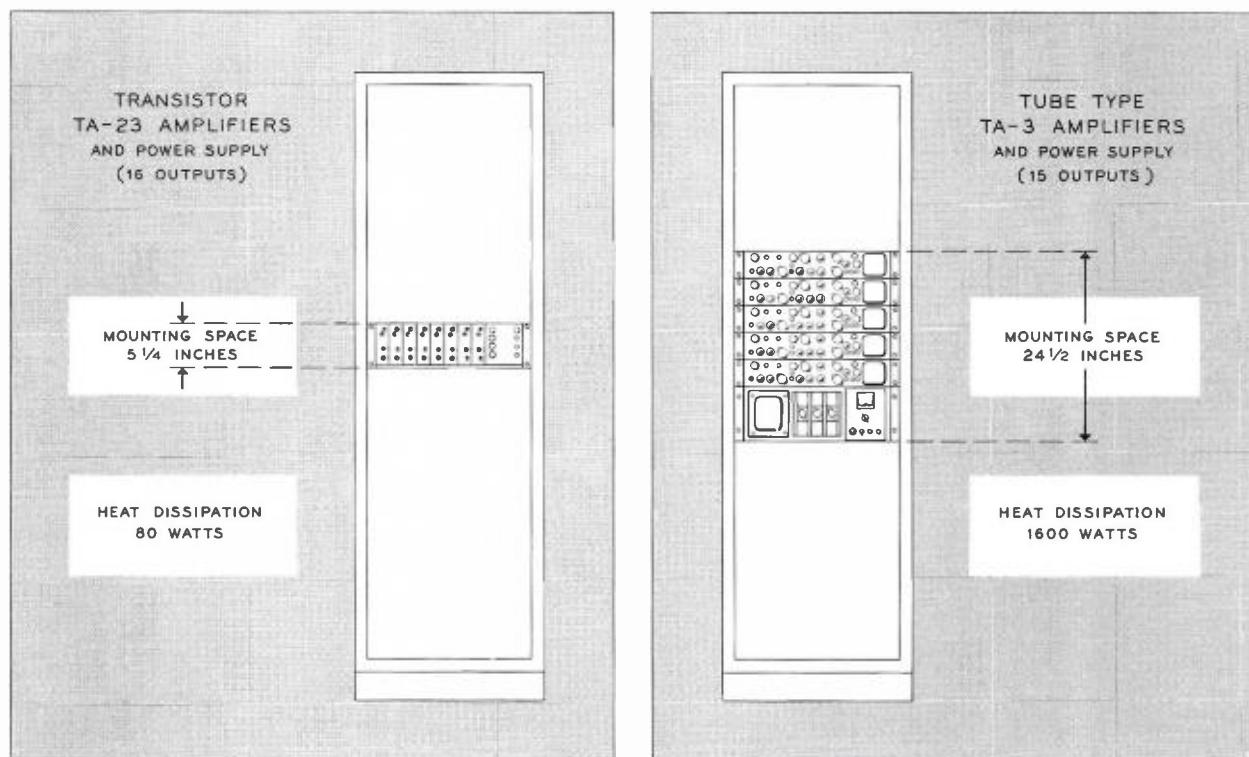 TRANSISTOR
TA-23 AMPLIFIERS
AND POWER SUPPLY
(16 OUTPUTS)
MOUNTING SPACE
5 1/4 INCHES
HEAT DISSIPATION
80 WATTS
TUBE TYPE
TA-3 AMPLIFIERS
AND POWER SUPPLY
(15 OUTPUTS)
MOUNTING SPACE
24 1/2 INCHES
HEAT DISSIPATION
1600 WATTS